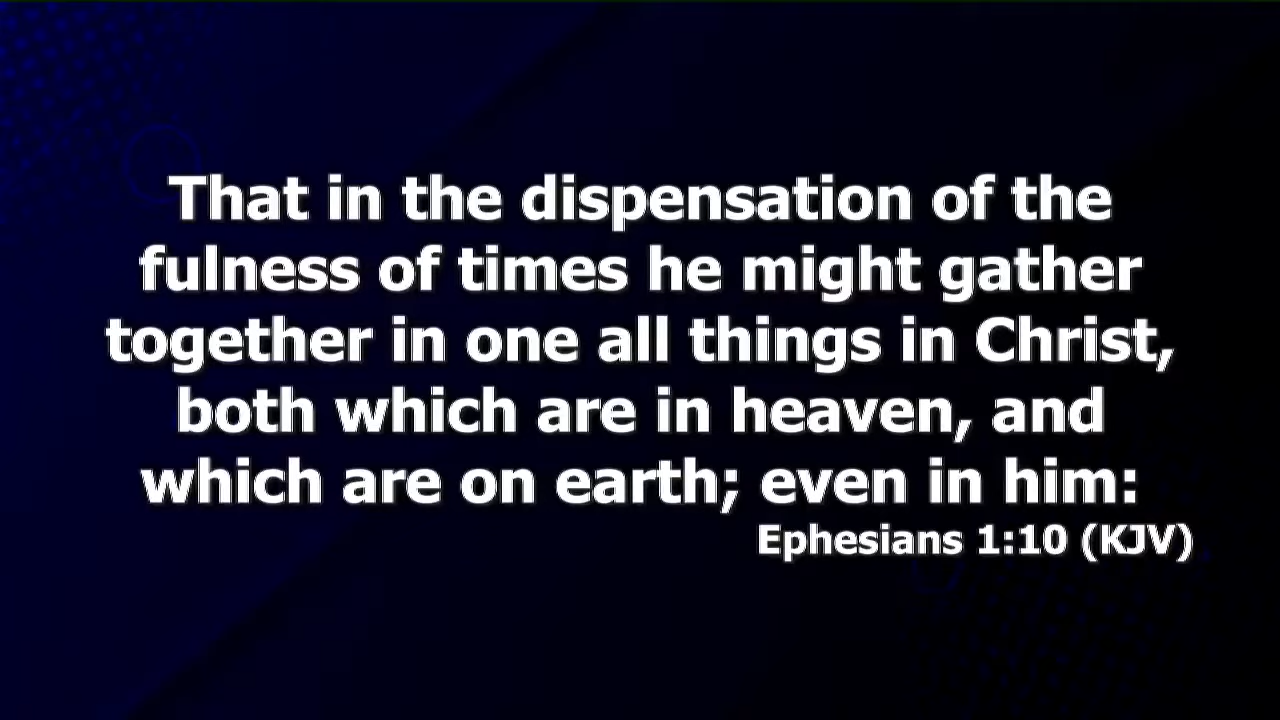 That in the dispensation of the
fulness of times he might gather
together in one all things in Christ,
both which are in heaven, and
which are on earth; even in him:
Ephesians 1:10 (KJV)